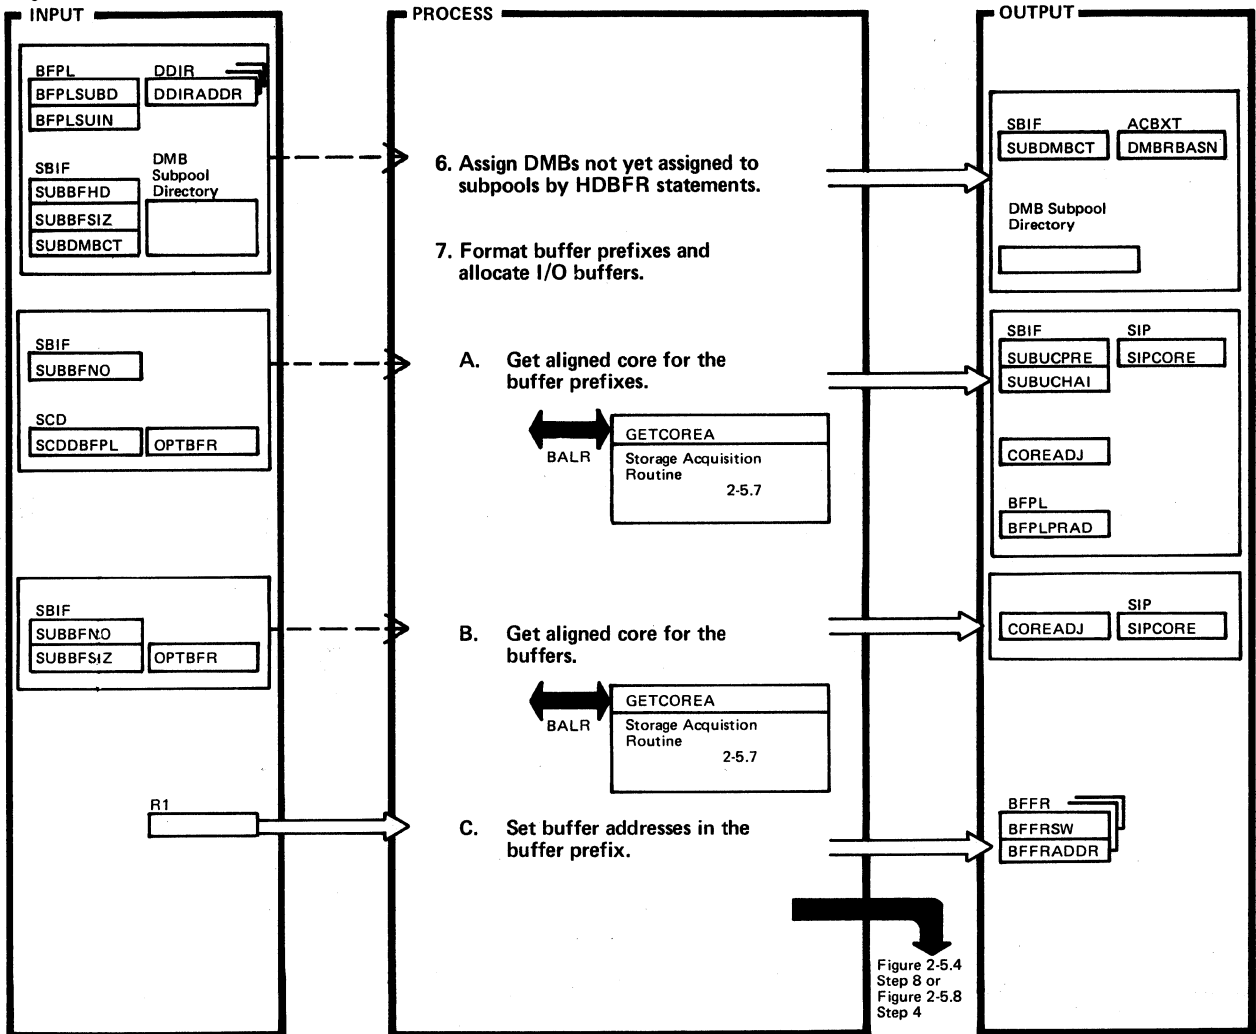 INPUT
PROCESS
OUTPUT
BFPL
DDIR
BFPLSUBD
DDIRADDR
BFPLSUIN
SBIF
DMB
Subpool
Directory
SUBBFHD
SUBBFSIZ
SUBDMBCT
6. Assign DMBs not yet assigned to
subpools by HDBFR statements.
SBIF
ACBXT
SUBDMBCT
DMBRBASN
DMB Subpool
Directory
7. Format buffer prefixes and
allocate I/O buffers.
SBIF
SUBBFNO
SCD
SCDDBFPL
OPTBFR
A. Get aligned core for the
buffer prefixes.
BALR
GETCOREA
Storage Acquisition
Routine
2-5.7
SBIF
SIP
SUBUCPRE
SIPCORE
SUBUCHAI
COREADJ
BFPL
BFPLPRAD
SBIF
SUBBFNO
SUBBFSIZ
OPTBFR
B. Get aligned core for the
buffers.
BALR
GETCOREA
Storage Acquistion
Routine
2-5.7
SIP
COREADJ
SIPCORE
R1
C. Set buffer addresses in the
buffer prefix.
BFFR
BFFRSW
BFFRADDR
Figure 2-5.4
Step 8 or
Figure 2-5.8
Step 4